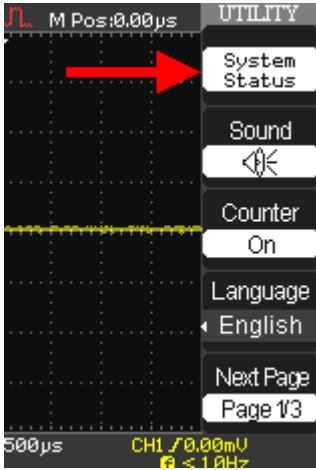 M Pos:0.00µs
UTILITY
System
Status
Sound
Counter
On
Language
English
Next Page
Page 1/3
500µs
CH1 / 0.00mV
f < 10Hz